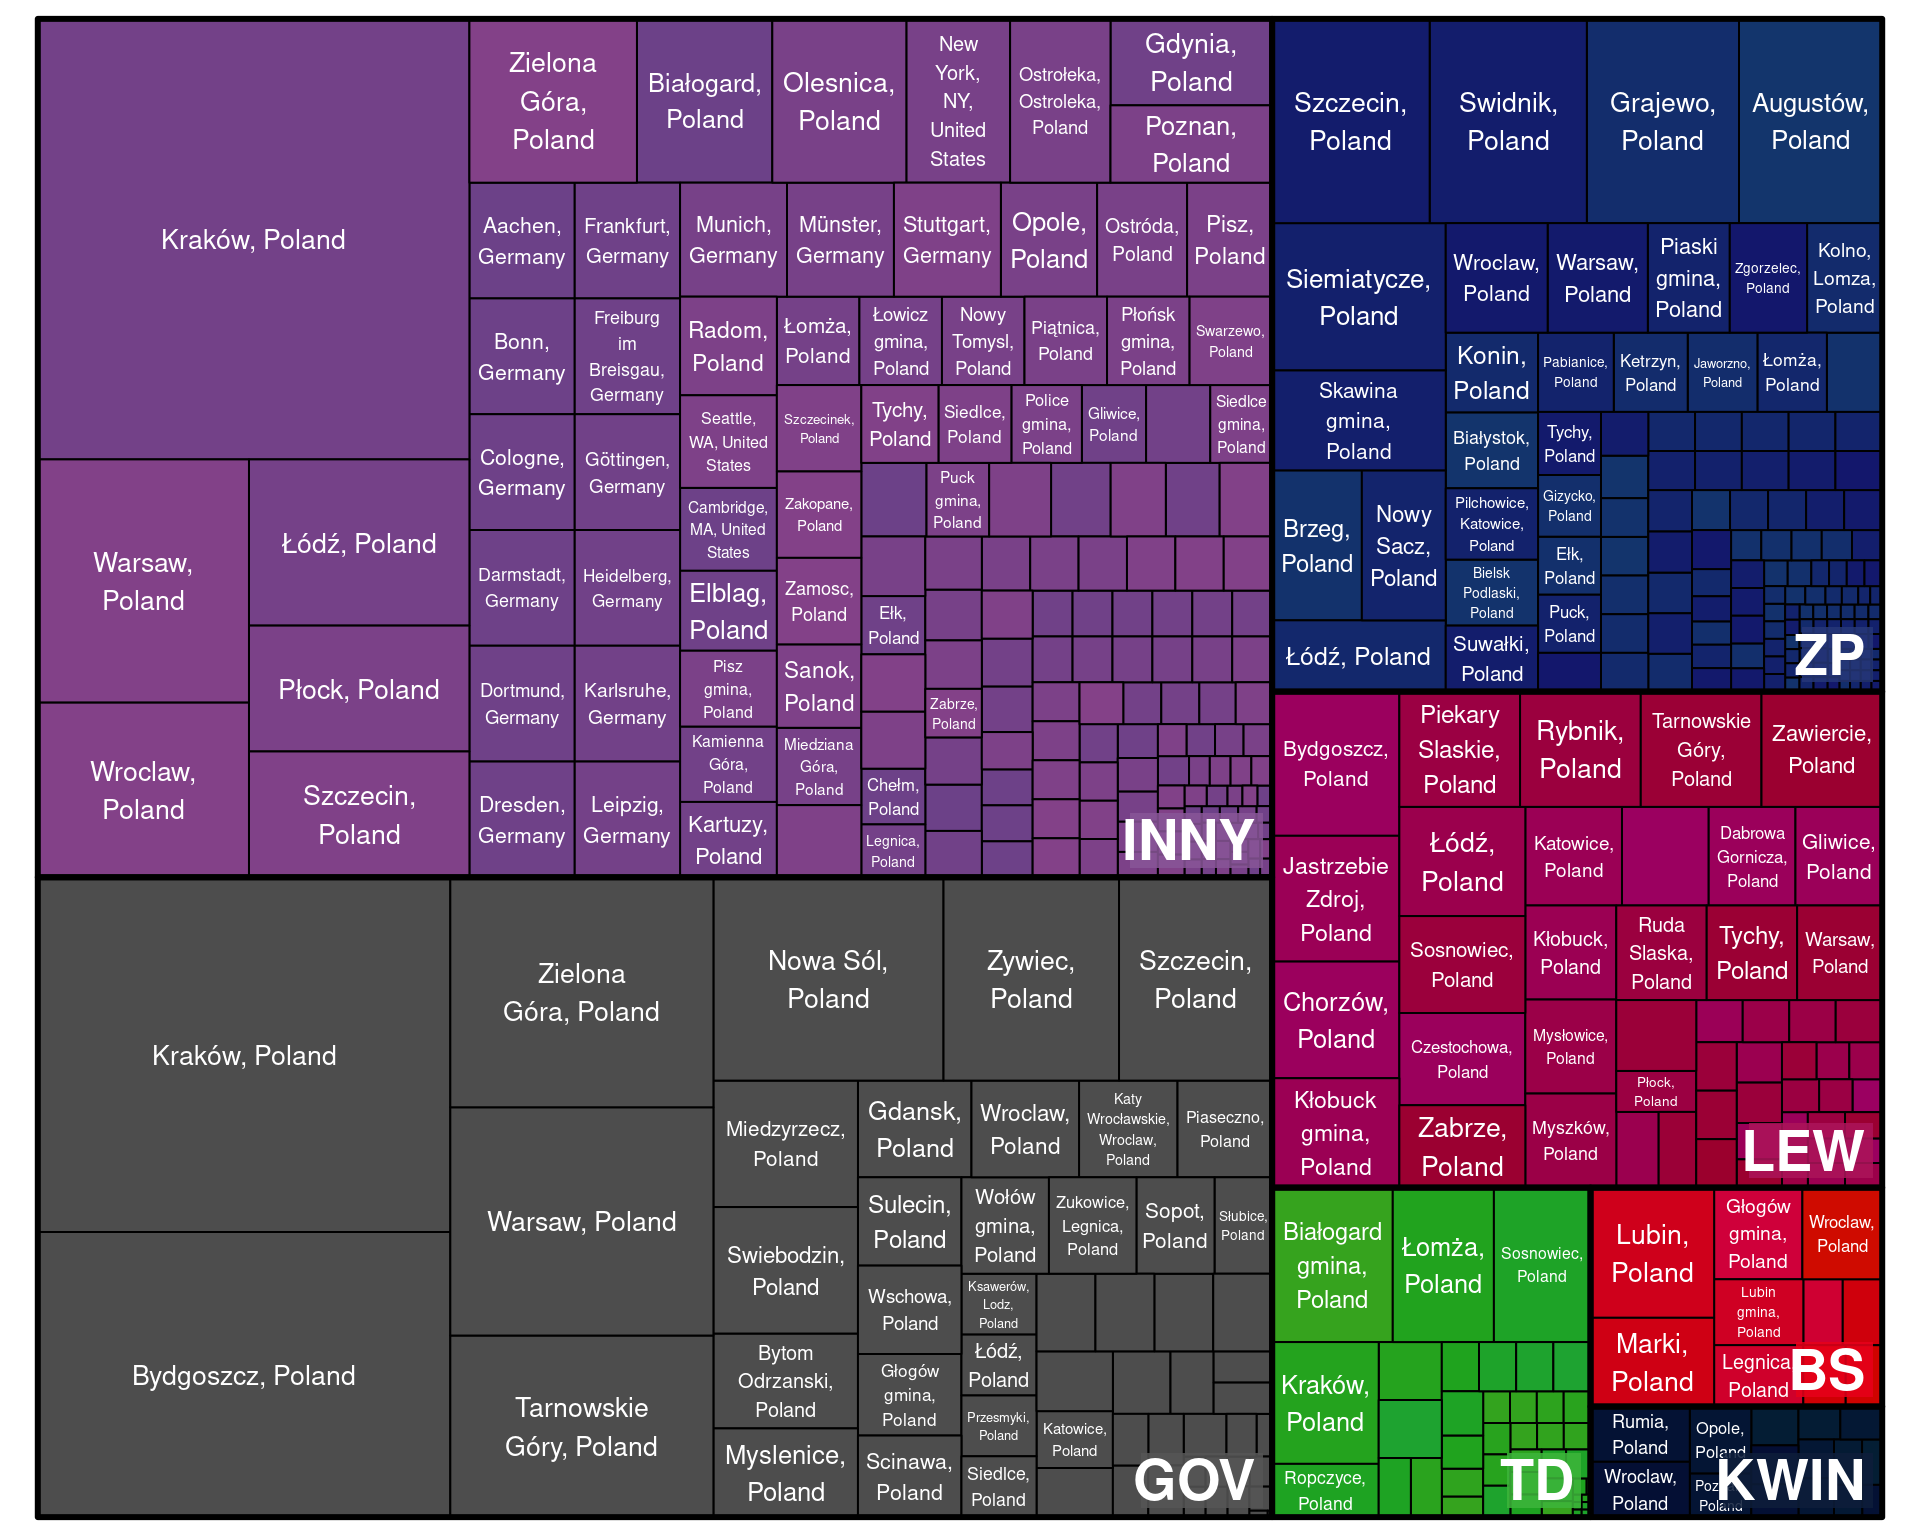 Kraków, Poland
Warsaw,
Poland
Wroclaw,
Poland
Łódź, Poland
Płock, Poland
Szczecin,
Poland
Zielona
Góra,
Poland
Białogard,
Poland
Olesnica,
Poland
New
York,
NY,
United
States
Ostrołeka,
Ostroleka,
Poland
Gdynia,
Poland
Poznan,
Poland
Aachen,
Germany
Frankfurt,
Germany
Munich,
Germany
Münster,
Germany
Stuttgart,
Germany
Opole,
Poland
Ostróda,
Poland
Pisz,
Poland
Bonn,
Germany
Freiburg
im
Breisgau,
Germany
Cologne,
Germany
Göttingen,
Germany
Darmstadt,
Germany
Heidelberg,
Germany
Dortmund,
Germany
Karlsruhe,
Germany
Dresden,
Germany
Leipzig,
Germany
Radom,
Poland
Seattle,
WA, United
States
Cambridge,
MA, United
States
Elblag,
Poland
Pisz
gmina,
Poland
Kamienna
Góra,
Poland
Kartuzy,
Poland
Łomża,
Poland
Łowicz
gmina,
Poland
Nowy
Tomysl,
Poland
Piątnica,
Poland
Płońsk
gmina,
Poland
Swarzewo,
Poland
Szczecinek,
Poland
Zakopane,
Poland
Zamosc,
Poland
Sanok,
Poland
Miedziana
Góra,
Poland
Tychy,
Poland
Siedlce,
Poland
Police
gmina,
Poland
Gliwice,
Poland
Siedlce
gmina,
Poland
Puck
gmina,
Poland
Ełk,
Poland
Chełm,
Poland
Legnica,
Poland
Zabrze,
Poland
INNY
Szczecin,
Poland
Swidnik,
Poland
Grajewo,
Poland
Augustów,
Poland
Siemiatycze,
Poland
Skawina
gmina,
Poland
Brzeg,
Poland
Nowy
Sacz,
Poland
Łódź, Poland
Wroclaw,
Poland
Warsaw,
Poland
Piaski
gmina,
Poland
Zgorzelec,
Poland
Kolno,
Lomza,
Poland
Konin,
Poland
Pabianice,
Poland
Ketrzyn,
Poland
Jaworzno,
Poland
Łomża,
Poland
Białystok,
Poland
Pilchowice,
Katowice,
Poland
Bielsk
Podlaski,
Poland
Suwałki,
Poland
Tychy,
Poland
Gizycko,
Poland
Ełk,
Poland
Puck,
Poland
ZP
Kraków, Poland
Bydgoszcz, Poland
Zielona
Góra, Poland
Warsaw, Poland
Tarnowskie
Góry, Poland
Nowa Sól,
Poland
Zywiec,
Poland
Szczecin,
Poland
Miedzyrzecz,
Poland
Swiebodzin,
Poland
Bytom
Odrzanski,
Poland
Myslenice,
Poland
Gdansk,
Poland
Wroclaw,
Poland
Katy
Wrocławskie,
Wroclaw,
Poland
Piaseczno,
Poland
Sulecin,
Poland
Wschowa,
Poland
Głogów
gmina,
Poland
Scinawa,
Poland
Wołów
gmina,
Poland
Zukowice,
Legnica,
Poland
Sopot,
Poland
Słubice,
Poland
Ksawerów,
Lodz,
Poland
Łódź,
Poland
Przesmyki,
Poland
Siedlce,
Poland
Katowice,
Poland
GOV
Bydgoszcz,
Poland
Jastrzebie
Zdroj,
Poland
Chorzów,
Poland
Kłobuck
gmina,
Poland
Piekary
Slaskie,
Poland
Rybnik,
Poland
Tarnowskie
Góry,
Poland
Zawiercie,
Poland
Łódź,
Poland
Sosnowiec,
Poland
Czestochowa,
Poland
Zabrze,
Poland
Katowice,
Poland
Dabrowa
Gornicza,
Poland
Gliwice,
Poland
Kłobuck,
Poland
Ruda
Slaska,
Poland
Tychy,
Poland
Warsaw,
Poland
Mysłowice,
Poland
Myszków,
Poland
Płock,
Poland
LEW
Białogard
gmina,
Poland
Łomża,
Poland
Sosnowiec,
Poland
Kraków,
Poland
Ropczyce,
Poland
TD
Lubin,
Poland
Marki,
Poland
Głogów
gmina,
Poland
Wroclaw,
Poland
Lubin
gmina,
Poland
Legnica
Poland
BS
Rumia,
Poland
Wroclaw,
Poland
Opole,
Poland
Poland
KWIN